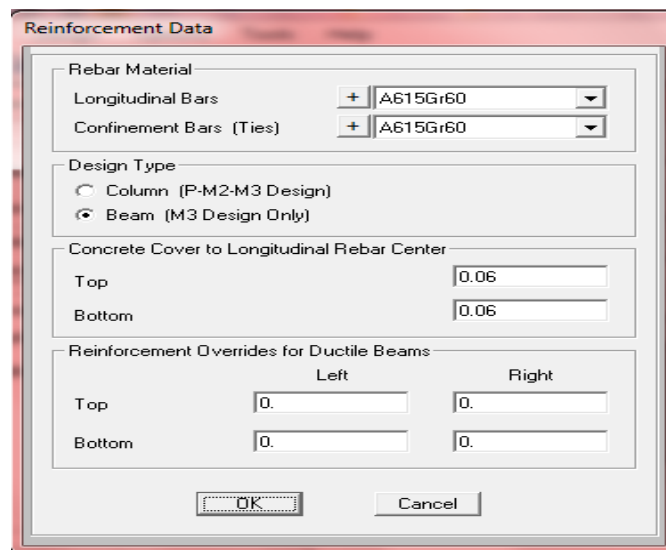 Reinforcement Data
Rebar Material
Longitudinal Bars + A615Gr60
Confinement Bars (Ties) + A615Gr60
Design Type
Column (P-M2-M3 Design)
Beam (M3 Design Only)
Concrete Cover to Longitudinal Rebar Center
Top 0.06
Bottom 0.06
Reinforcement Overrides for Ductile Beams
Left Right
Top 0. 0.
Bottom 0. 0.
OK Cancel